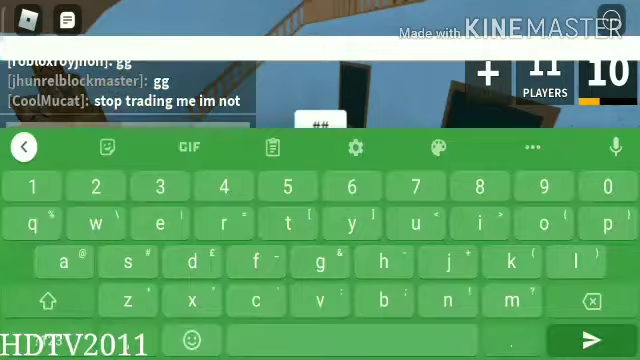 Made with KINEMASTER
[robloxroyjhon]: gg
[jhunrelblockmaster]: gg
[CoolMucat]: stop trading me im not
+ 11 10
PLAYERS
##
GIF
1 2 3 4 5 6 7 8 9 0
q % w \ e | r = t [ y ] u < i > o { p }
a @ s # d £ f _ g & h - j + k ( l )
z * x " c ' v : b ; n ! m ?
HDTV2011
.